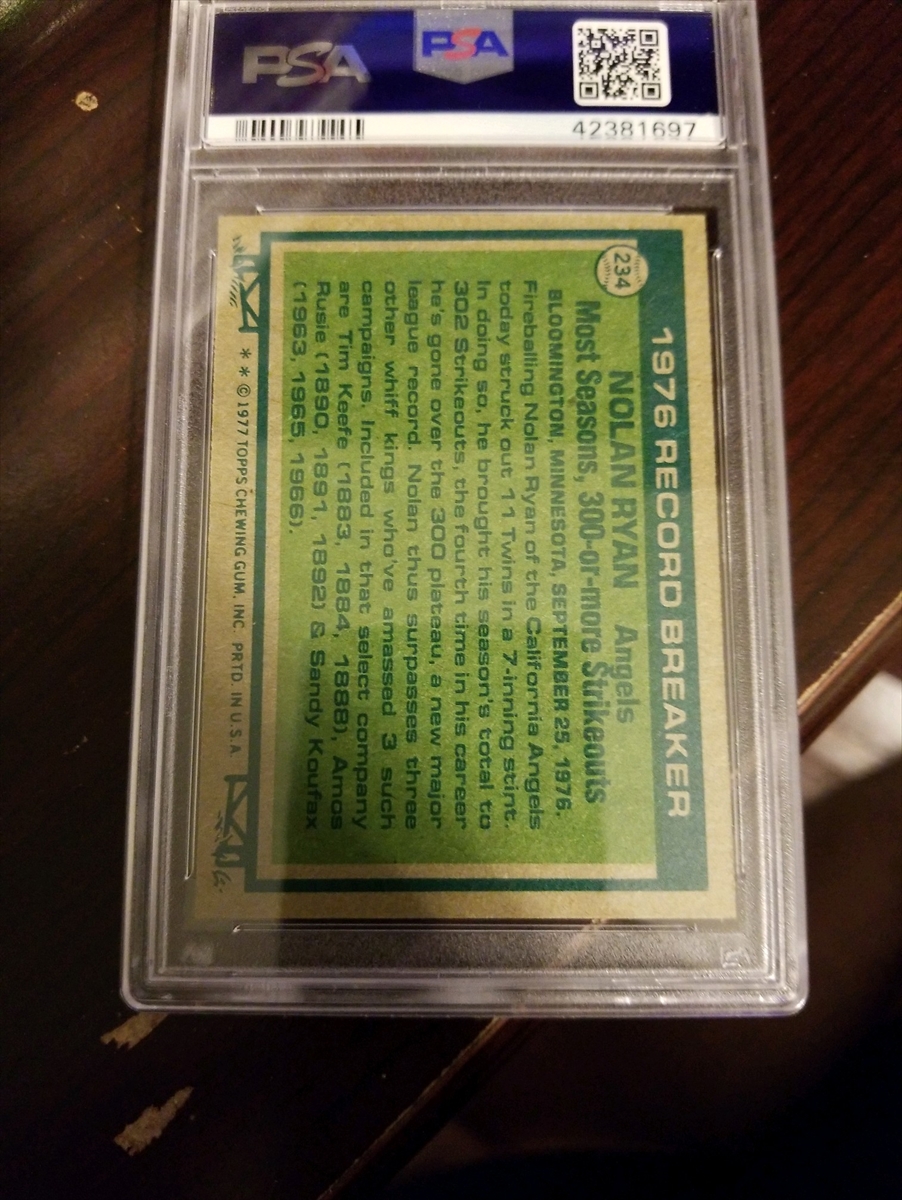 PSA
PSA
42381697
234
1976 RECORD BREAKER
NOLAN RYAN Angels
Most Seasons, 300-or-more Strikeouts
BLOOMINGTON, MINNESOTA, SEPTEMBER 25, 1976.
Fireballing Nolan Ryan of the California Angels
today struck out 11 Twins in a 7-inning stint.
In doing so, he brought his season's total to
302 Strikeouts, the fourth time in his career
he's gone over the 300 plateau, a new major
league record. Nolan thus surpasses three
other whiff kings who've amassed 3 such
campaigns. Included in that select company
are Tim Keefe (1883, 1884, 1888), Amos
Rusie (1890, 1891, 1892) & Sandy Koufax
(1963, 1965, 1966).
* * © 1977 TOPPS CHEWING GUM, INC. PRTD. IN U.S.A.